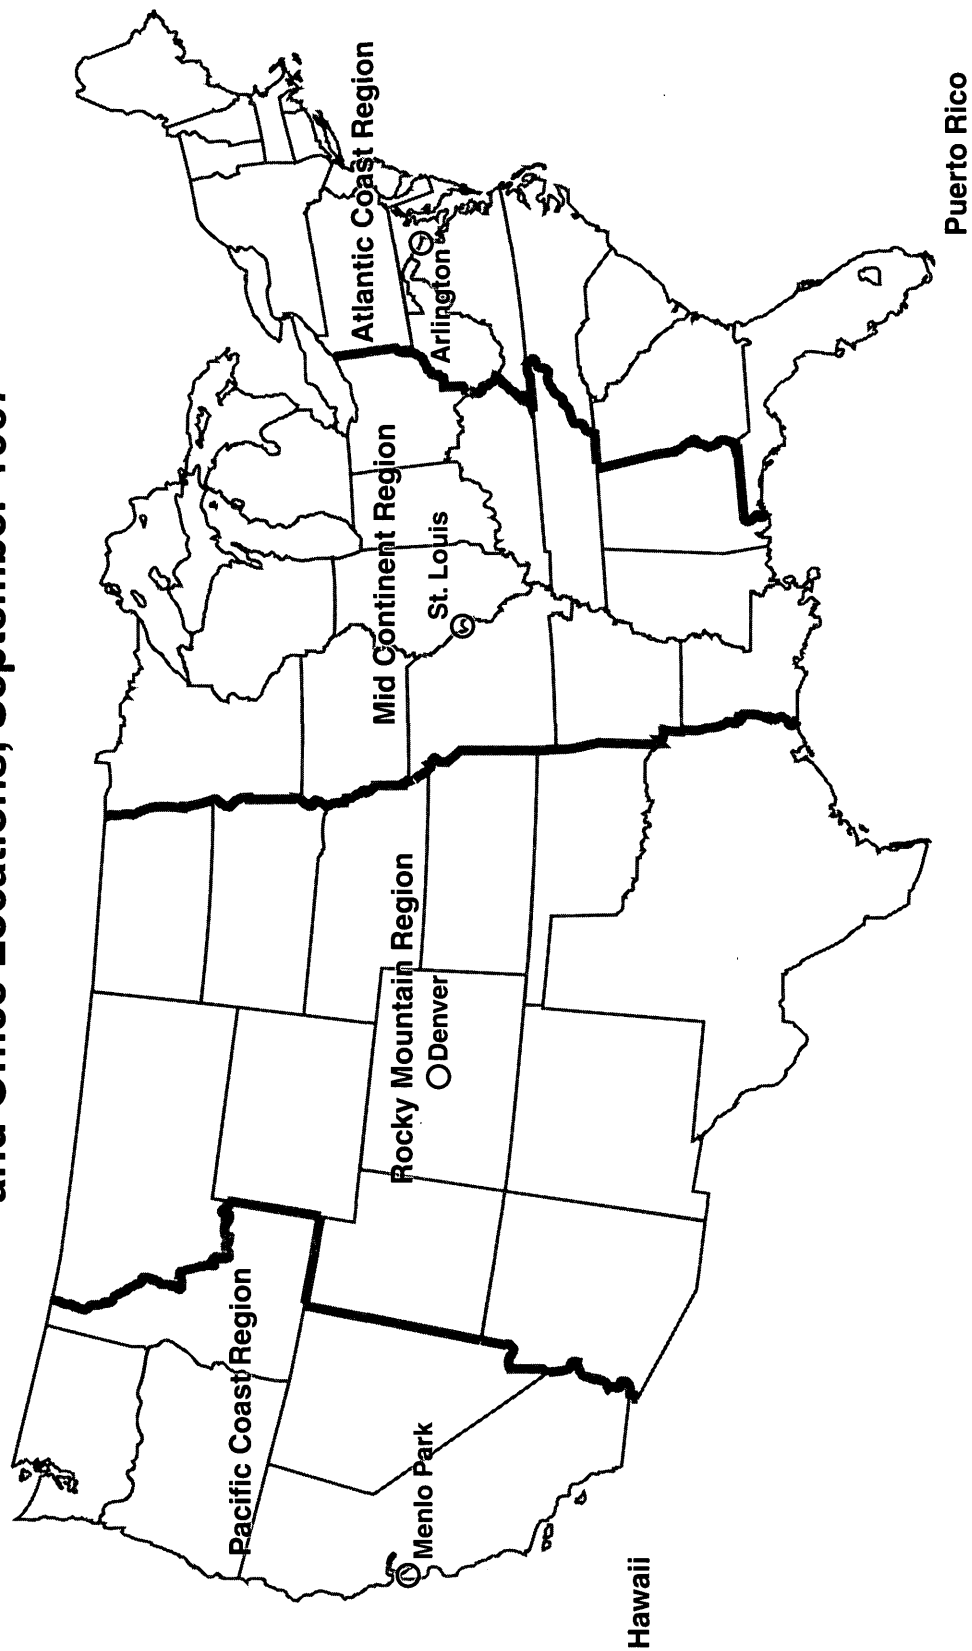 and Office Locations, September 1997
Pacific Coast Region
Rocky Mountain Region
Mid Continent Region
Atlantic Coast Region
Menlo Park
Denver
St. Louis
Arlington
Hawaii
Puerto Rico